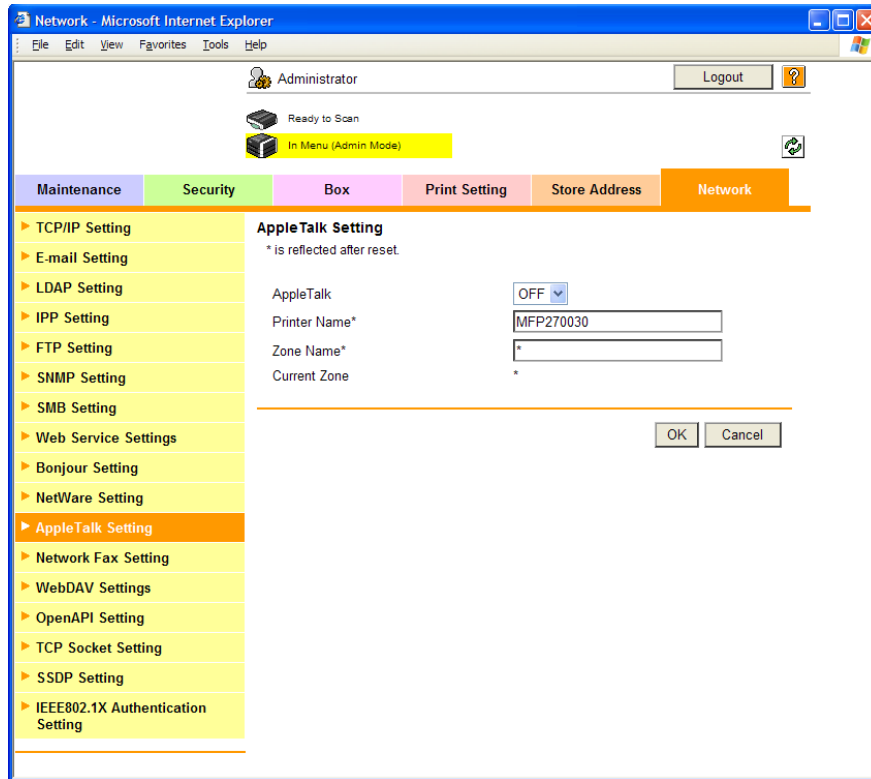 Network - Microsoft Internet Explorer
File Edit View Favorites Tools Help
Administrator Logout ?
Ready to Scan
In Menu (Admin Mode)
Maintenance Security Box Print Setting Store Address Network
TCP/IP Setting
E-mail Setting
LDAP Setting
IPP Setting
FTP Setting
SNMP Setting
SMB Setting
Web Service Settings
Bonjour Setting
NetWare Setting
AppleTalk Setting
Network Fax Setting
WebDAV Settings
OpenAPI Setting
TCP Socket Setting
SSDP Setting
IEEE802.1X Authentication
Setting
AppleTalk Setting
* is reflected after reset.
AppleTalk OFF
Printer Name* MFP270030
Zone Name* *
Current Zone *
OK Cancel